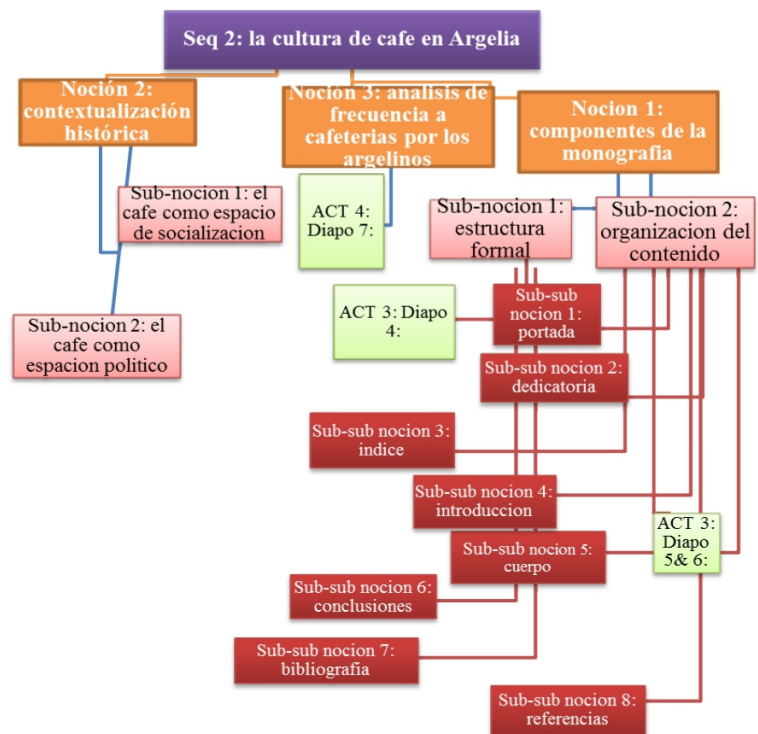 Seq 2: la cultura de cafe en Argelia
Noción 2:
contextualización
histórica
Noción 3: analisis de
frecuencia a
cafeterias por los
argelinos
Nocion 1:
componentes de la
monografia
Sub-nocion 1: el
cafe como espacio
de socializacion
Sub-nocion 2: el
cafe como
espacion politico
ACT 4:
Diapo 7:
Sub-nocion 1:
estructura
formal
Sub-nocion 2:
organizacion del
contenido
ACT 3: Diapo
4:
Sub-sub
nocion 1:
portada
Sub-sub nocion 2:
dedicatoria
Sub-sub nocion 3:
indice
Sub-sub nocion 4:
introduccion
Sub-sub nocion 5:
cuerpo
ACT 3:
Diapo
5& 6:
Sub-sub nocion 6:
conclusiones
Sub-sub nocion 7:
bibliografia
Sub-sub nocion 8:
referencias